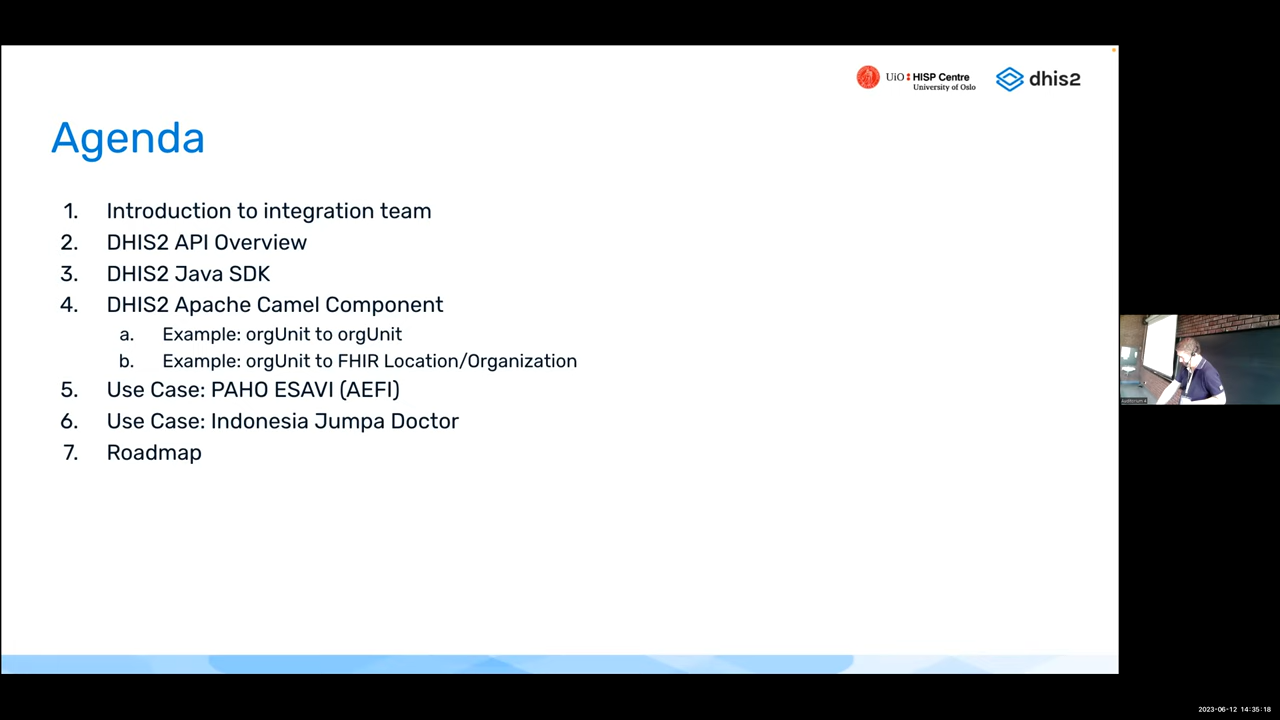 UiO HISP Centre
University of Oslo
dhis2
Agenda
1. Introduction to integration team
2. DHIS2 API Overview
3. DHIS2 Java SDK
4. DHIS2 Apache Camel Component
a. Example: orgUnit to orgUnit
b. Example: orgUnit to FHIR Location/Organization
5. Use Case: PAHO ESAVI (AEFI)
6. Use Case: Indonesia Jumpa Doctor
7. Roadmap
Auditorium 4
2023-06-12 14:35:18